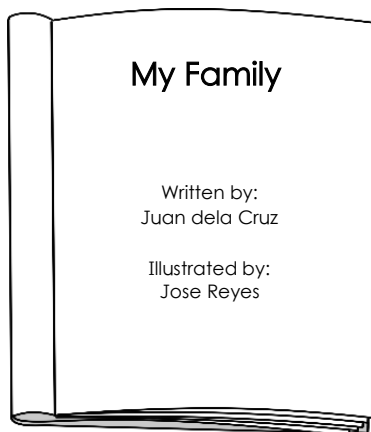 My Family
Written by:
Juan dela Cruz
Illustrated by:
Jose Reyes